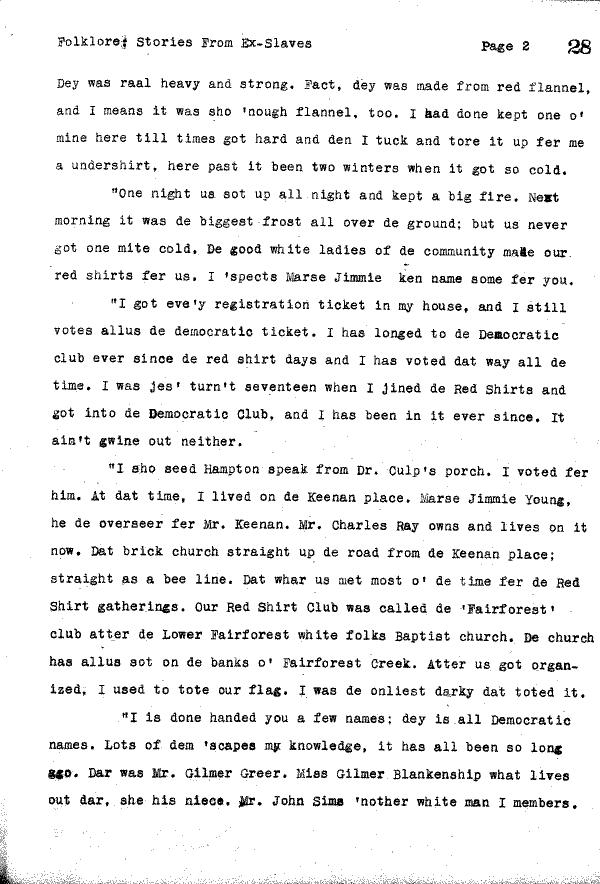 Folklore: Stories From Ex-Slaves Page 2 28
Dey was raal heavy and strong. Fact, dey was made from red flannel,
and I means it was sho 'nough flannel, too. I had done kept one o'
mine here till times got hard and den I tuck and tore it up fer me
a undershirt, here past it been two winters when it got so cold.
"One night us sot up all night and kept a big fire. Next
morning it was de biggest frost all over de ground; but us never
got one mite cold. De good white ladies of de community made our
red shirts fer us. I 'spects Marse Jimmie ken name some fer you.
"I got eve'y registration ticket in my house, and I still
votes allus de democratic ticket. I has longed to de Democratic
club ever since de red shirt days and I has voted dat way all de
time. I was jes' turn't seventeen when I jined de Red Shirts and
got into de Democratic Club, and I has been in it ever since. It
ain't gwine out neither.
"I sho seed Hampton speak from Dr. Culp's porch. I voted fer
him. At dat time, I lived on de Keenan place. Marse Jimmie Young,
he de overseer fer Mr. Keenan. Mr. Charles Ray owns and lives on it
now. Dat brick church straight up de road from de Keenan place;
straight as a bee line. Dat whar us met most o' de time fer de Red
Shirt gatherings. Our Red Shirt Club was called de 'Fairforest'
club atter de Lower Fairforest white folks Baptist church. De church
has allus sot on de banks o' Fairforest Creek. Atter us got organ-
ized, I used to tote our flag. I was de onliest darky dat toted it.
"I is done handed you a few names; dey is all Democratic
names. Lots of dem 'scapes my knowledge, it has all been so long
ago. Dar was Mr. Gilmer Greer. Miss Gilmer Blankenship what lives
out dar, she his niece. Mr. John Sims 'nother white man I members.